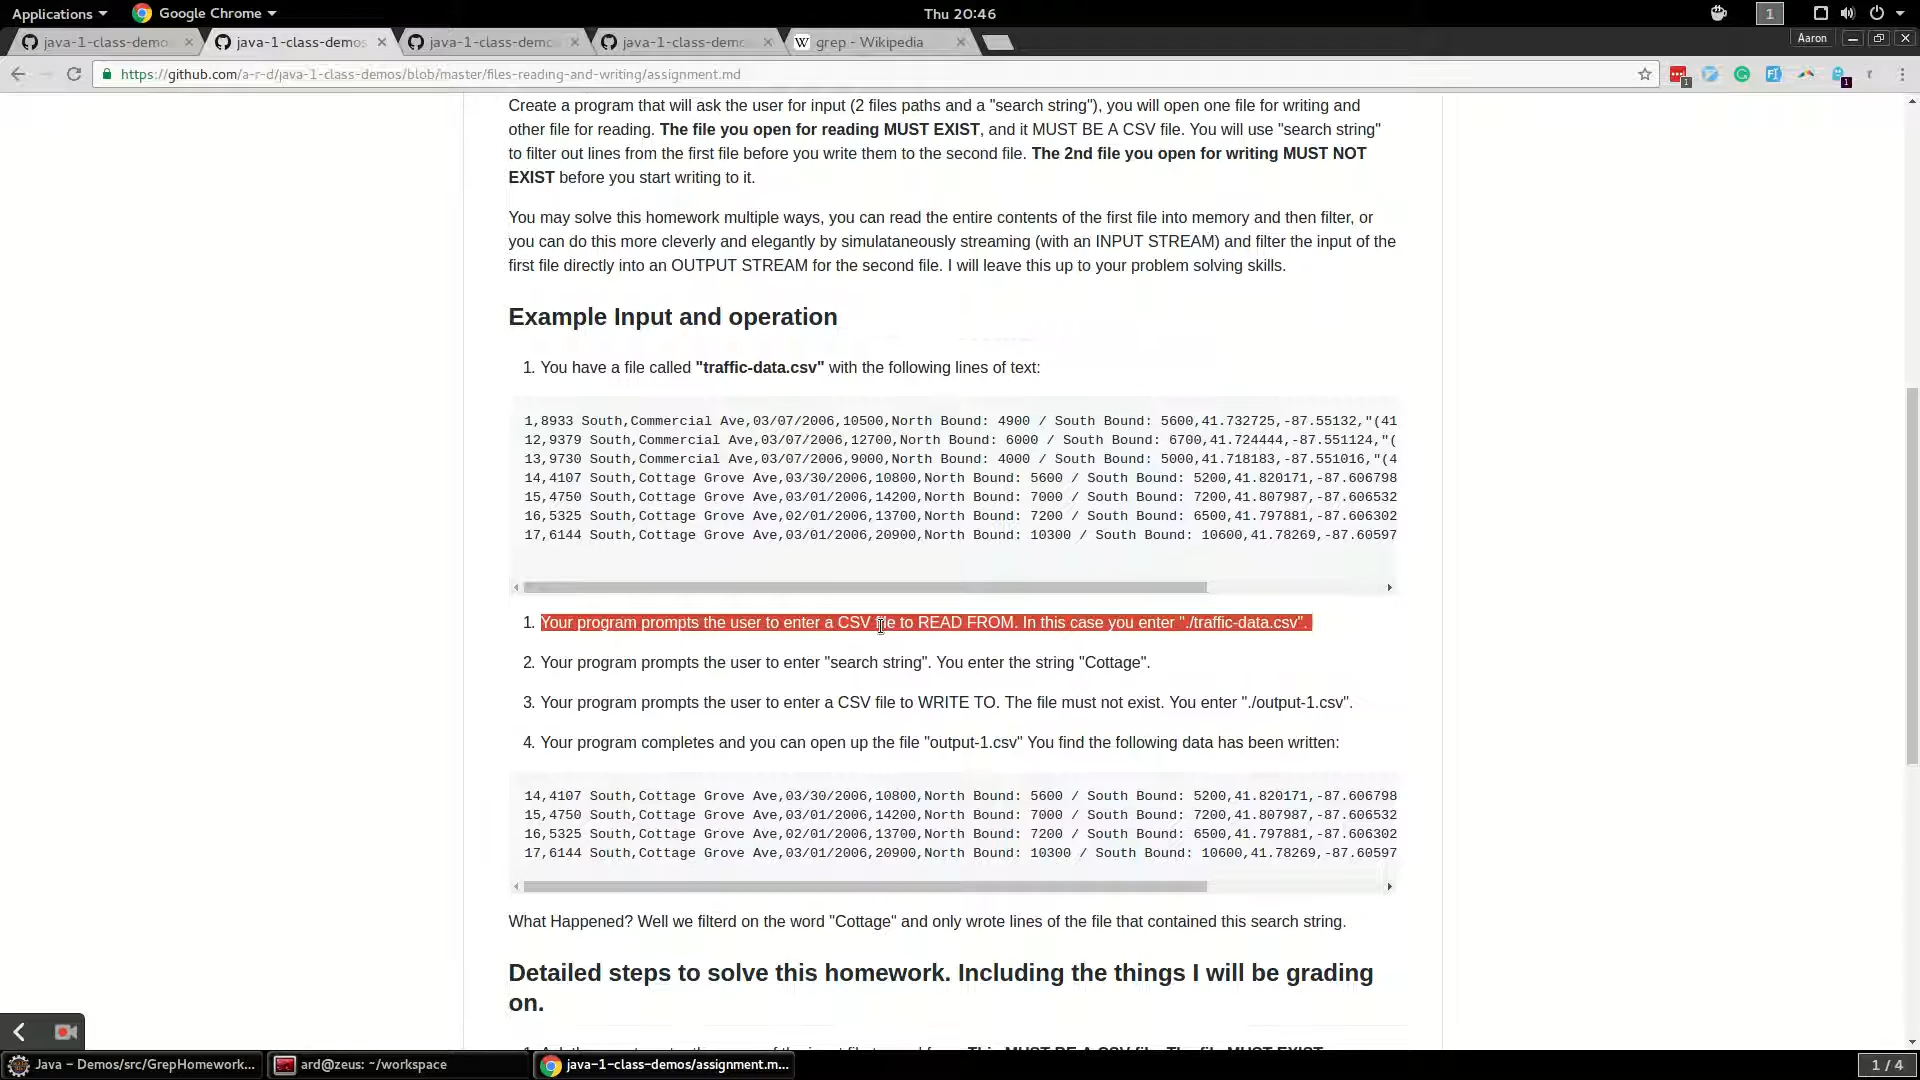 Applications
Google Chrome
Thu 20:46
1
java-1-class-demo
java-1-class-demos
java-1-class-demo
java-1-class-demo
grep - Wikipedia
Aaron
https://github.com/a-r-d/java-1-class-demos/blob/master/files-reading-and-writing/assignment.md
Create a program that will ask the user for input (2 files paths and a "search string"), you will open one file for writing and
other file for reading. The file you open for reading MUST EXIST, and it MUST BE A CSV file. You will use "search string"
to filter out lines from the first file before you write them to the second file. The 2nd file you open for writing MUST NOT
EXIST before you start writing to it.
You may solve this homework multiple ways, you can read the entire contents of the first file into memory and then filter, or
you can do this more cleverly and elegantly by simulataneously streaming (with an INPUT STREAM) and filter the input of the
first file directly into an OUTPUT STREAM for the second file. I will leave this up to your problem solving skills.
Example Input and operation
1. You have a file called "traffic-data.csv" with the following lines of text:
1,8933 South,Commercial Ave,03/07/2006,10500,North Bound: 4900 / South Bound: 5600,41.732725,-87.55132,"(41
12,9379 South,Commercial Ave,03/07/2006,12700,North Bound: 6000 / South Bound: 6700,41.724444,-87.551124,"(
13,9730 South,Commercial Ave,03/07/2006,9000,North Bound: 4000 / South Bound: 5000,41.718183,-87.551016,"(4
14,4107 South,Cottage Grove Ave,03/30/2006,10800,North Bound: 5600 / South Bound: 5200,41.820171,-87.606798
15,4750 South,Cottage Grove Ave,03/01/2006,14200,North Bound: 7000 / South Bound: 7200,41.807987,-87.606532
16,5325 South,Cottage Grove Ave,02/01/2006,13700,North Bound: 7200 / South Bound: 6500,41.797881,-87.606302
17,6144 South,Cottage Grove Ave,03/01/2006,20900,North Bound: 10300 / South Bound: 10600,41.78269,-87.60597
1. Your program prompts the user to enter a CSV file to READ FROM. In this case you enter "./traffic-data.csv".
2. Your program prompts the user to enter "search string". You enter the string "Cottage".
3. Your program prompts the user to enter a CSV file to WRITE TO. The file must not exist. You enter "./output-1.csv".
4. Your program completes and you can open up the file "output-1.csv" You find the following data has been written:
14,4107 South,Cottage Grove Ave,03/30/2006,10800,North Bound: 5600 / South Bound: 5200,41.820171,-87.606798
15,4750 South,Cottage Grove Ave,03/01/2006,14200,North Bound: 7000 / South Bound: 7200,41.807987,-87.606532
16,5325 South,Cottage Grove Ave,02/01/2006,13700,North Bound: 7200 / South Bound: 6500,41.797881,-87.606302
17,6144 South,Cottage Grove Ave,03/01/2006,20900,North Bound: 10300 / South Bound: 10600,41.78269,-87.60597
What Happened? Well we filterd on the word "Cottage" and only wrote lines of the file that contained this search string.
Detailed steps to solve this homework. Including the things I will be grading
on.
Java – Demos/src/GrepHomework...
ard@zeus: ~/workspace
java-1-class-demos/assignment.m...
1 / 4